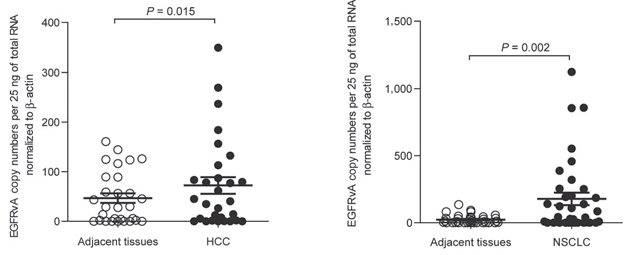 EGFRvA copy numbers per 25 ng of total RNA
normalized to β-actin
400
300
200
100
0
P = 0.015
Adjacent tissues
HCC
EGFRvA copy numbers per 25 ng of total RNA
normalized to β-actin
1,500
1,000
500
0
P = 0.002
Adjacent tissues
NSCLC